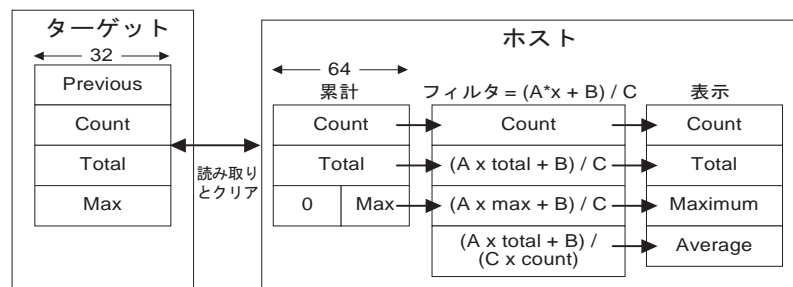 ターゲット
32
Previous
Count
Total
Max
読み取り
とクリア
ホスト
64
累計
Count
Total
0 Max
フィルタ = (A*x + B) / C
Count
(A x total + B) / C
(A x max + B) / C
(A x total + B) /
(C x count)
表示
Count
Total
Maximum
Average